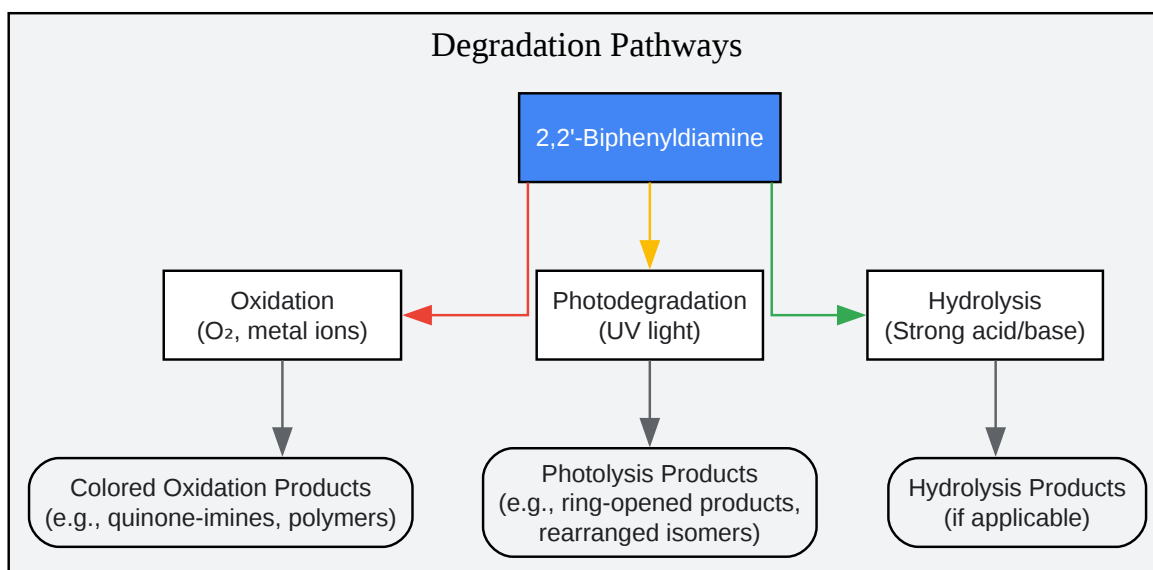 Degradation Pathways
2,2'-Biphenyldiamine
Oxidation
(O₂, metal ions)
Photodegradation
(UV light)
Hydrolysis
(Strong acid/base)
Colored Oxidation Products
(e.g., quinone-imines, polymers)
Photolysis Products
(e.g., ring-opened products,
rearranged isomers)
Hydrolysis Products
(if applicable)